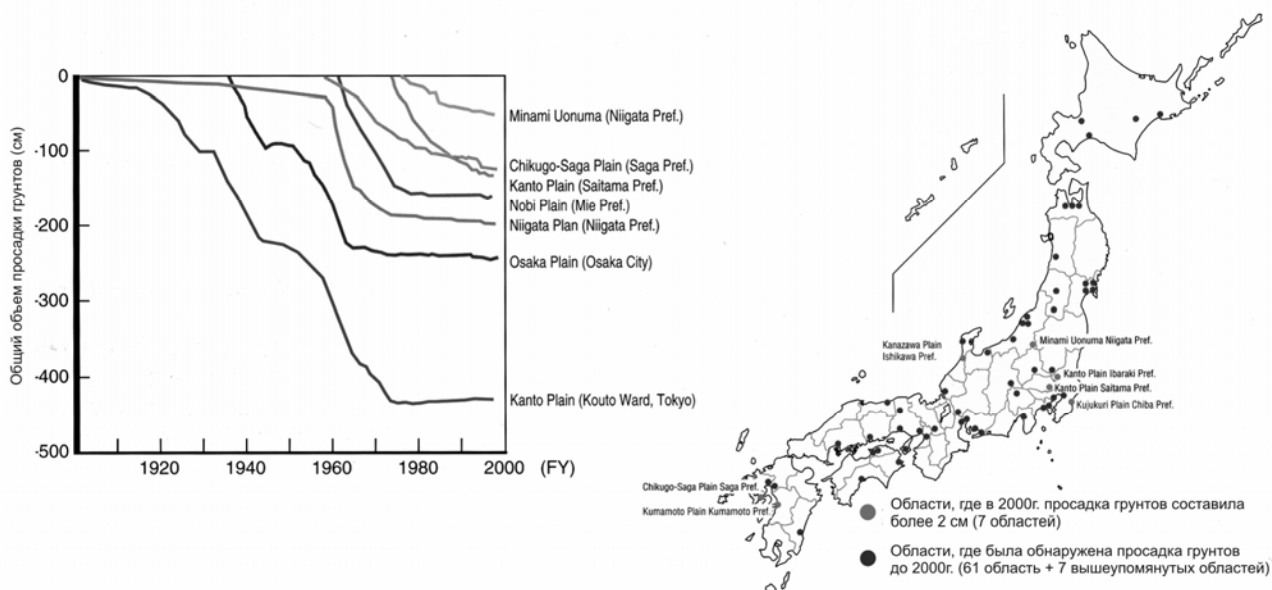 Общий объем просадки грунтов (см)
0
-100
-200
-300
-400
-500
1920 1940 1960 1980 2000 (FY)
Minami Uonuma (Niigata Pref.)
Chikugo-Saga Plain (Saga Pref.)
Kanto Plain (Saitama Pref.)
Nobi Plain (Mie Pref.)
Niigata Plan (Niigata Pref.)
Osaka Plain (Osaka City)
Kanto Plain (Kouto Ward, Tokyo)
Kanazawa Plain
Ishikawa Pref.
Minami Uonuma Niigata Pref.
Kanto Plain Ibaraki Pref.
Kanto Plain Saitama Pref.
Kujukuri Plain Chiba Pref.
Chikugo-Saga Plain Saga Pref.
Kumamoto Plain Kumamoto Pref.
Области, где в 2000г. просадка грунтов составила
более 2 см (7 областей)
Области, где была обнаружена просадка грунтов
до 2000г. (61 область + 7 вышеупомянутых областей)